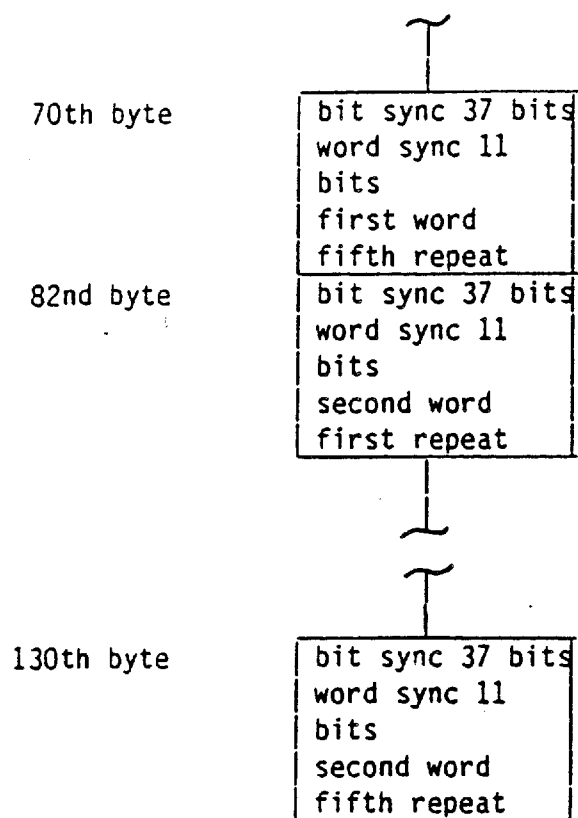 70th byte
bit sync 37 bits
word sync 11
bits
first word
fifth repeat
82nd byte
bit sync 37 bits
word sync 11
bits
second word
first repeat
130th byte
bit sync 37 bits
word sync 11
bits
second word
fifth repeat